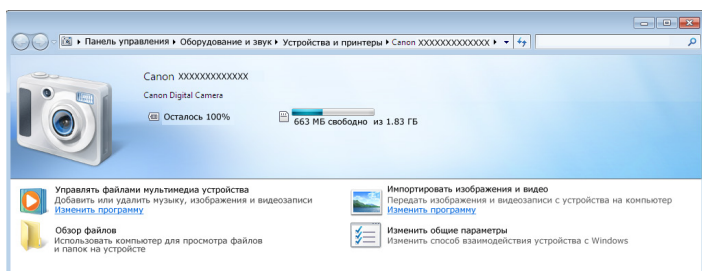 Панель управления ▸ Оборудование и звук ▸ Устройства и принтеры ▸ Canon XXXXXXXXXXXXX ▸
Canon XXXXXXXXXXXXX
Canon Digital Camera
Осталось 100%
663 МБ свободно из 1.83 ГБ
Управлять файлами мультимедиа устройства
Добавить или удалить музыку, изображения и видеозаписи
Изменить программу
Импортировать изображения и видео
Передать изображения и видеозаписи с устройства на компьютер
Изменить программу
Обзор файлов
Использовать компьютер для просмотра файлов
и папок на устройсте
Изменить общие параметры
Изменить способ взаимодействия устройства с Windows